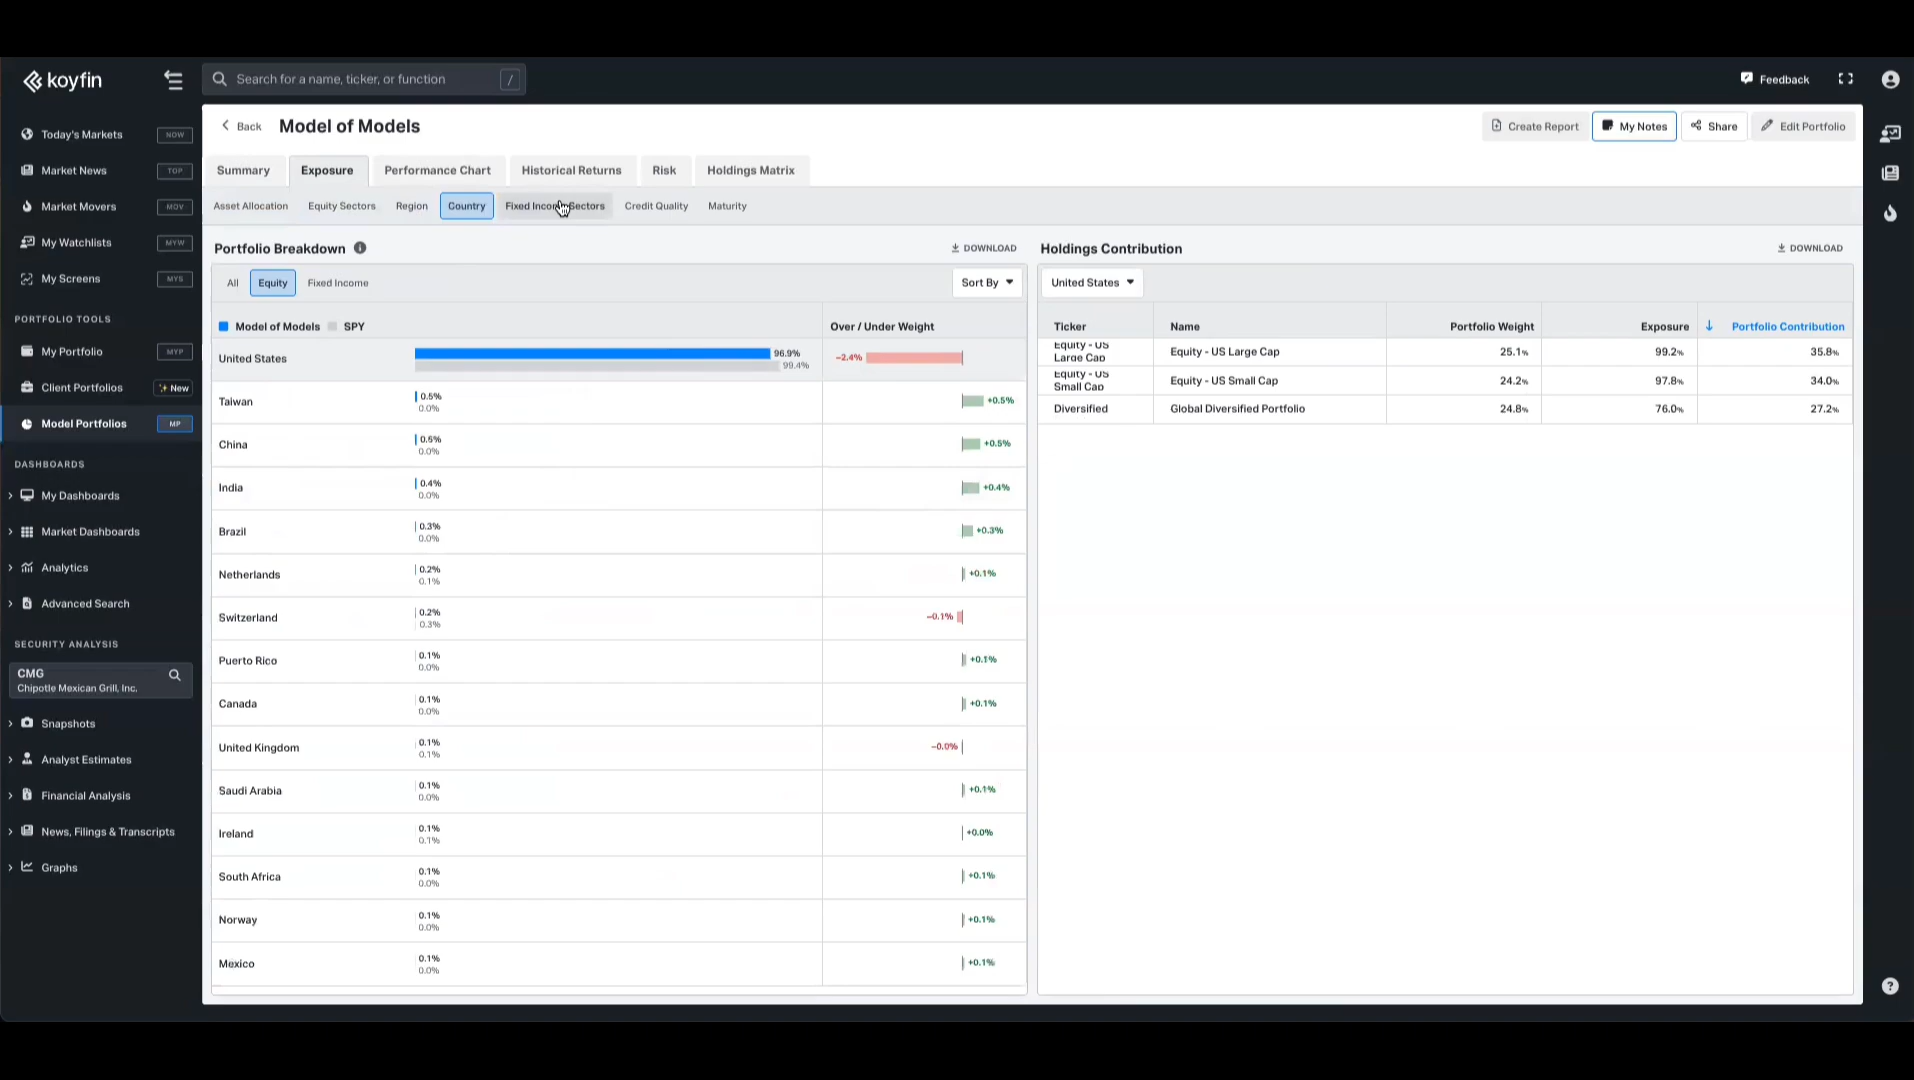 koyfin
Search for a name, ticker, or function /
Feedback
Today's Markets NOW
Market News TOP
Market Movers MOV
My Watchlists MYW
My Screens MYS
PORTFOLIO TOOLS
My Portfolio MYP
Client Portfolios New
Model Portfolios MP
DASHBOARDS
My Dashboards
Market Dashboards
Analytics
Advanced Search
SECURITY ANALYSIS
CMG
Chipotle Mexican Grill, Inc.
Snapshots
Analyst Estimates
Financial Analysis
News, Filings & Transcripts
Graphs
Back Model of Models
Create Report My Notes Share Edit Portfolio
Summary Exposure Performance Chart Historical Returns Risk Holdings Matrix
Asset Allocation Equity Sectors Region Country Fixed Income Sectors Credit Quality Maturity
Portfolio Breakdown DOWNLOAD
All Equity Fixed Income Sort By
Model of Models SPY Over / Under Weight
United States 96.9% 99.4% -2.4%
Taiwan 0.5% 0.0% +0.5%
China 0.5% 0.0% +0.5%
India 0.4% 0.0% +0.4%
Brazil 0.3% 0.0% +0.3%
Netherlands 0.2% 0.1% +0.1%
Switzerland 0.2% 0.3% -0.1%
Puerto Rico 0.1% 0.0% +0.1%
Canada 0.1% 0.0% +0.1%
United Kingdom 0.1% 0.1% -0.0%
Saudi Arabia 0.1% 0.0% +0.1%
Ireland 0.1% 0.1% +0.0%
South Africa 0.1% 0.0% +0.1%
Norway 0.1% 0.0% +0.1%
Mexico 0.1% 0.0% +0.1%
Holdings Contribution DOWNLOAD
United States
Ticker Name Portfolio Weight Exposure Portfolio Contribution
Equity - US Large Cap Equity - US Large Cap 25.1% 99.2% 35.8%
Equity - US Small Cap Equity - US Small Cap 24.2% 97.8% 34.0%
Diversified Global Diversified Portfolio 24.8% 76.0% 27.2%
?